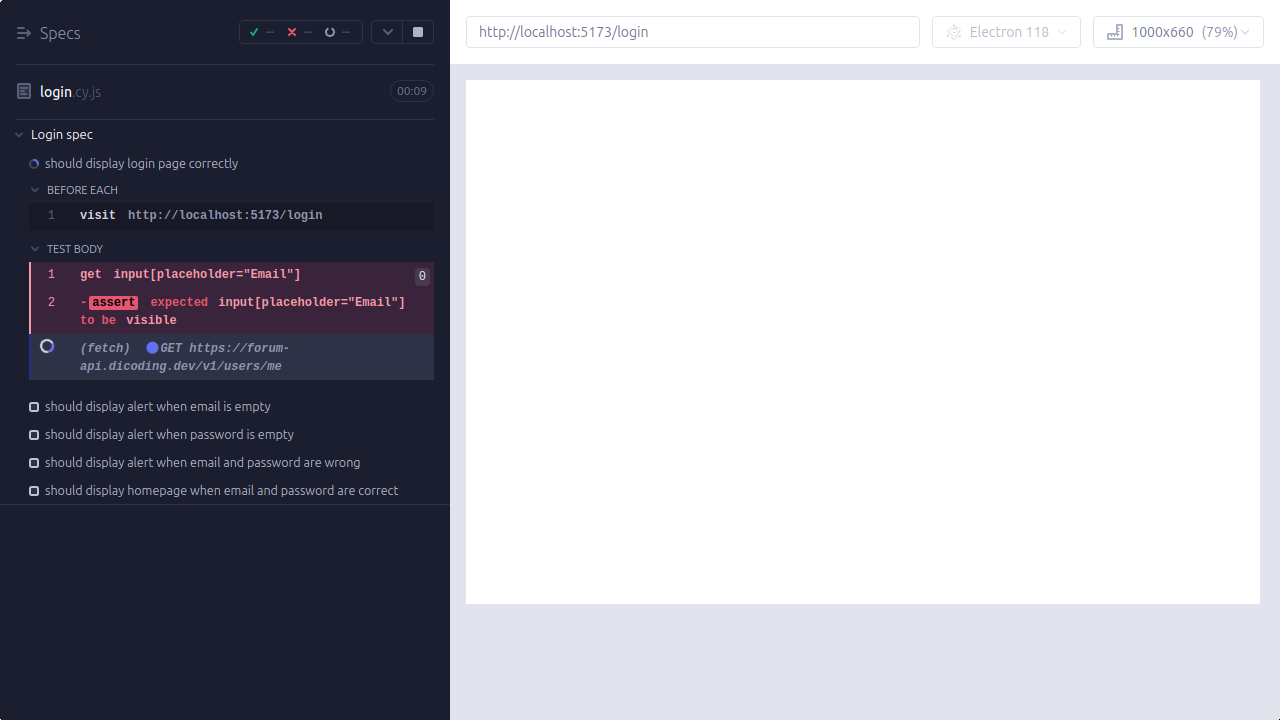 Specs
-- -- --
http://localhost:5173/login
Electron 118
1000x660 (79%)
login.cy.js
00:09
Login spec
should display login page correctly
BEFORE EACH
1 visit http://localhost:5173/login
TEST BODY
1 get input[placeholder="Email"] 0
2 -assert expected input[placeholder="Email"]
to be visible
(fetch) GET https://forum-
api.dicoding.dev/v1/users/me
should display alert when email is empty
should display alert when password is empty
should display alert when email and password are wrong
should display homepage when email and password are correct